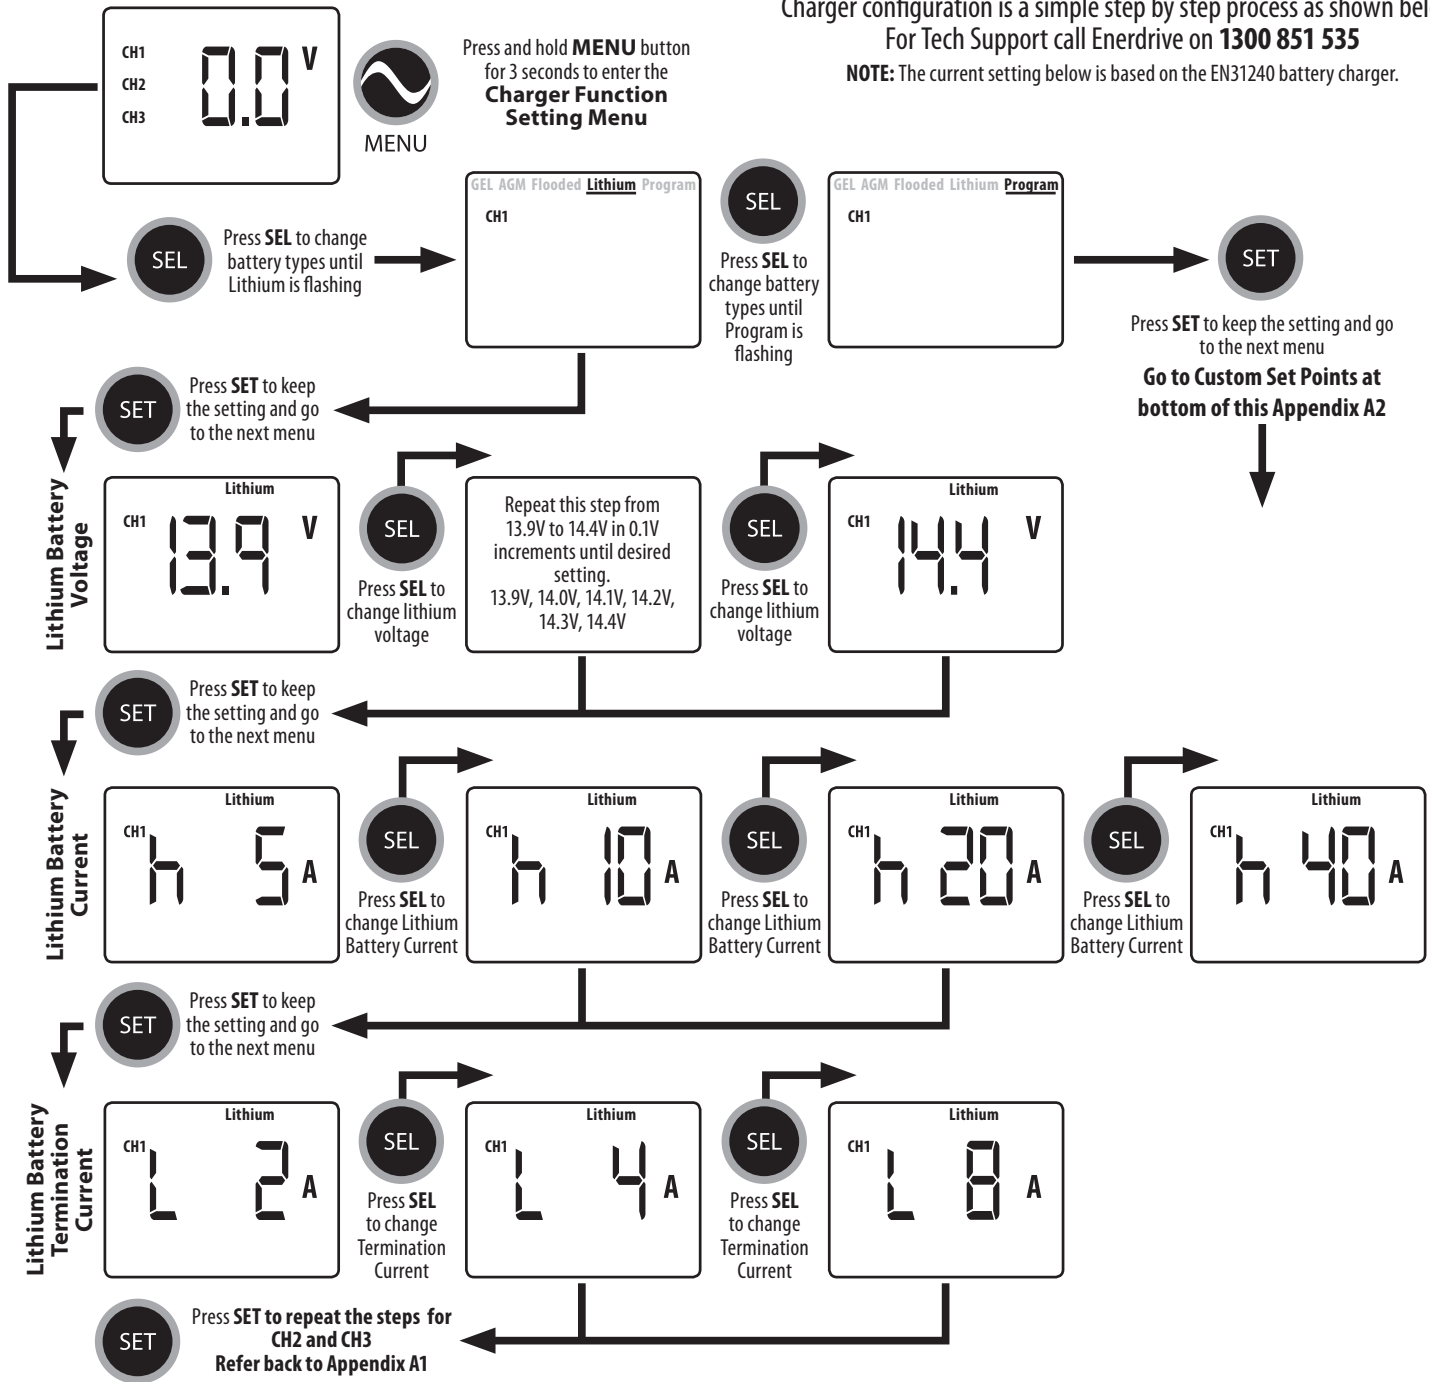 Charger configuration is a simple step by step process as shown bel
For Tech Support call Enerdrive on 1300 851 535
NOTE: The current setting below is based on the EN31240 battery charger.
CH1
CH2
CH3
0.0 V
MENU
Press and hold MENU button
for 3 seconds to enter the
Charger Function
Setting Menu
SEL
Press SEL to change
battery types until
Lithium is flashing
GEL AGM Flooded Lithium Program
CH1
SEL
Press SEL to
change battery
types until
Program is
flashing
GEL AGM Flooded Lithium Program
CH1
SET
Press SET to keep the setting and go
to the next menu
Go to Custom Set Points at
bottom of this Appendix A2
SET
Press SET to keep
the setting and go
to the next menu
Lithium Battery
Voltage
Lithium
CH1
13.9 V
SEL
Press SEL to
change lithium
voltage
Repeat this step from
13.9V to 14.4V in 0.1V
increments until desired
setting.
13.9V, 14.0V, 14.1V, 14.2V,
14.3V, 14.4V
SEL
Press SEL to
change lithium
voltage
Lithium
CH1
14.4 V
SET
Press SET to keep
the setting and go
to the next menu
Lithium Battery
Current
Lithium
CH1
h 5 A
SEL
Press SEL to
change Lithium
Battery Current
Lithium
CH1
h 10 A
SEL
Press SEL to
change Lithium
Battery Current
Lithium
CH1
h 20 A
SEL
Press SEL to
change Lithium
Battery Current
Lithium
CH1
h 40 A
SET
Press SET to keep
the setting and go
to the next menu
Lithium Battery
Termination
Current
Lithium
CH1
L 2 A
SEL
Press SEL
to change
Termination
Current
Lithium
CH1
L 4 A
SEL
Press SEL
to change
Termination
Current
Lithium
CH1
L 8 A
SET
Press SET to repeat the steps for
CH2 and CH3
Refer back to Appendix A1